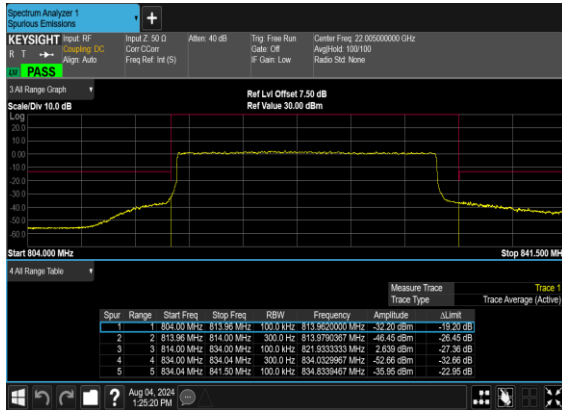 Spectrum Analyzer 1
Spurious Emissions
KEYSIGHT Input: RF Input Z: 50 Ω Atten: 40 dB Trig: Free Run Center Freq: 22.005000000 GHz
R T Coupling: DC Corr CCorr Gate: Off Avg|Hold: 100/100
Align: Auto Freq Ref: Int (S) IF Gain: Low Radio Std: None
PASS
3 All Range Graph
Ref Lvl Offset 7.50 dB
Scale/Div 10.0 dB Ref Value 30.00 dBm
Log
20.0
10.0
0.00
-10.0
-20.0
-30.0
-40.0
-50.0
-60.0
Start 804.000 MHz Stop 841.500 MHz
4 All Range Table
Measure Trace Trace 1
Trace Type Trace Average (Active)
Spur Range Start Freq Stop Freq RBW Frequency Amplitude ΔLimit
1 1 804.00 MHz 813.96 MHz 100.0 kHz 813.9620000 MHz -32.20 dBm -19.20 dB
2 2 813.96 MHz 814.00 MHz 300.0 Hz 813.9790367 MHz -46.45 dBm -26.45 dB
3 3 814.00 MHz 834.00 MHz 100.0 kHz 821.9333333 MHz 2.639 dBm -27.36 dB
4 4 834.00 MHz 834.04 MHz 300.0 Hz 834.0329967 MHz -52.66 dBm -32.66 dB
5 5 834.04 MHz 841.50 MHz 100.0 kHz 834.8339467 MHz -35.95 dBm -22.95 dB
?
Aug 04, 2024
1:25:20 PM